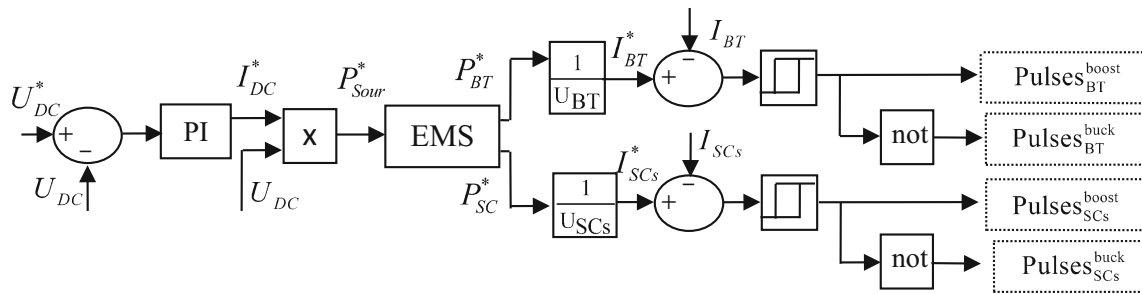 U*DC
+
−
UDC
PI
I*DC
UDC
x
P*Sour
EMS
P*BT
P*SC
1
UBT
I*BT
+
−
IBT
not
Pulses boost BT
Pulses buck BT
1
USCs
I*SCs
+
−
ISCs
not
Pulses boost SCs
Pulses buck SCs